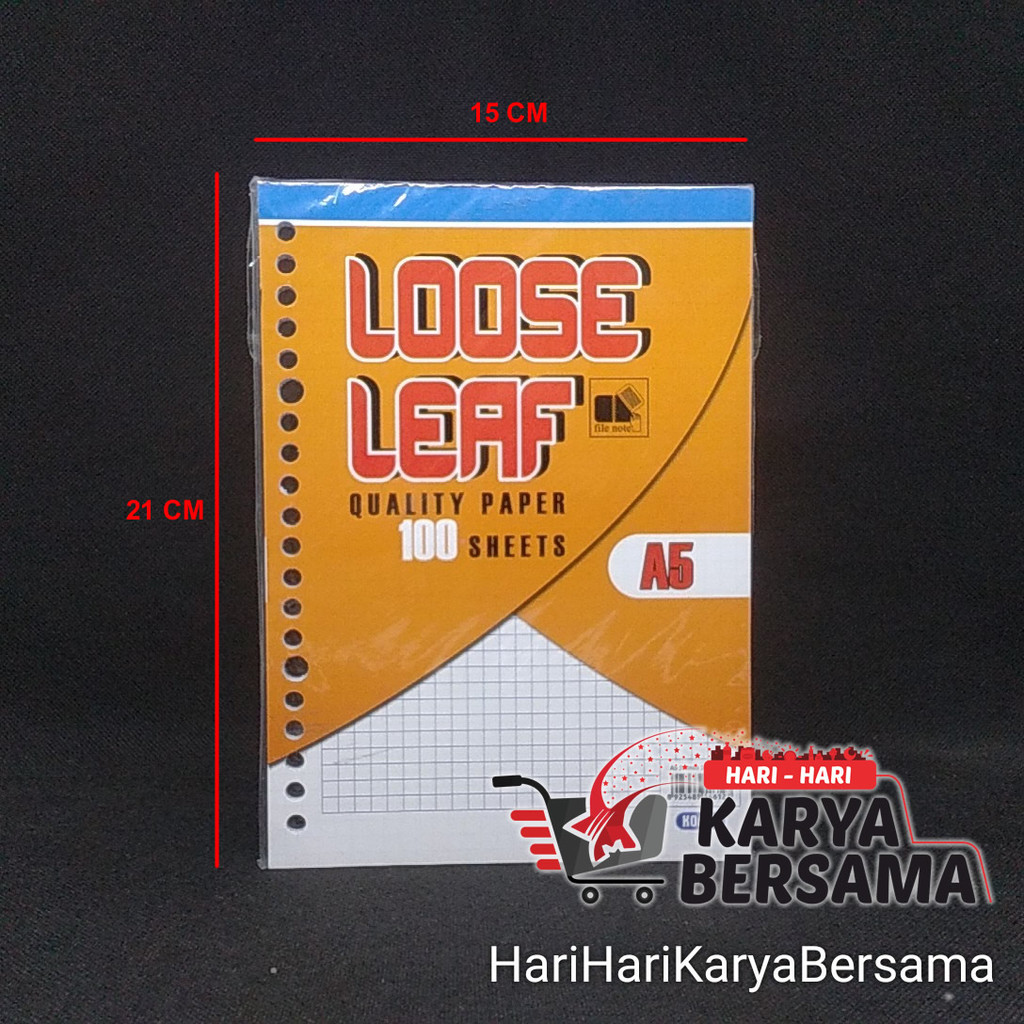 15 CM
21 CM
LOOSE
LEAF
file note
QUALITY PAPER
100 SHEETS
A5
HARI - HARI
KARYA
BERSAMA
HariHariKaryaBersama